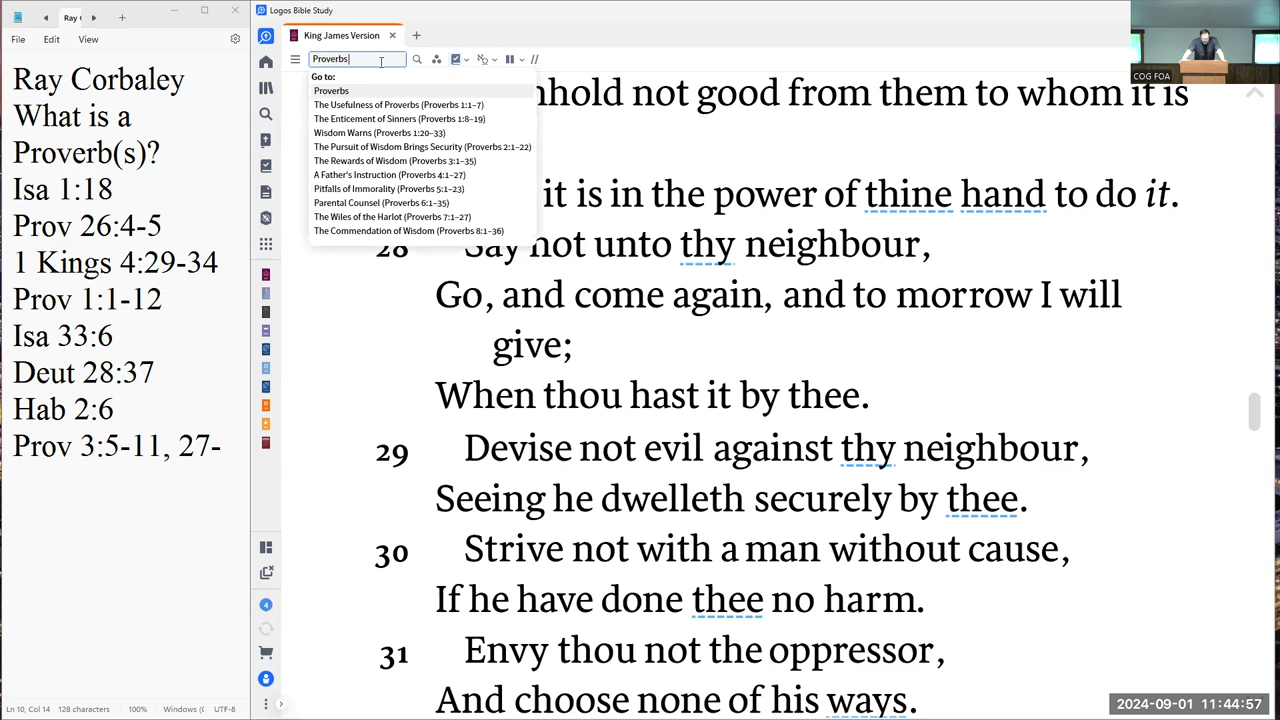 Ray C
File
Edit
View
Ray Corbaley
What is a
Proverb(s)?
Isa 1:18
Prov 26:4-5
1 Kings 4:29-34
Prov 1:1-12
Isa 33:6
Deut 28:37
Hab 2:6
Prov 3:5-11, 27-
Ln 10, Col 14
128 characters
100%
Windows (C
UTF-8
Logos Bible Study
King James Version
Proverbs
Go to:
Proverbs
The Usefulness of Proverbs (Proverbs 1:1–7)
The Enticement of Sinners (Proverbs 1:8–19)
Wisdom Warns (Proverbs 1:20–33)
The Pursuit of Wisdom Brings Security (Proverbs 2:1–22)
The Rewards of Wisdom (Proverbs 3:1–35)
A Father's Instruction (Proverbs 4:1–27)
Pitfalls of Immorality (Proverbs 5:1–23)
Parental Counsel (Proverbs 6:1–35)
The Wiles of the Harlot (Proverbs 7:1–27)
The Commendation of Wisdom (Proverbs 8:1–36)
4
hhold not good from them to whom it is
it is in the power of thine hand to do it.
28 Say not unto thy neighbour,
Go, and come again, and to morrow I will
give;
When thou hast it by thee.
29 Devise not evil against thy neighbour,
Seeing he dwelleth securely by thee.
30 Strive not with a man without cause,
If he have done thee no harm.
31 Envy thou not the oppressor,
And choose none of his ways.
COG FOA
2024-09-01 11:44:57